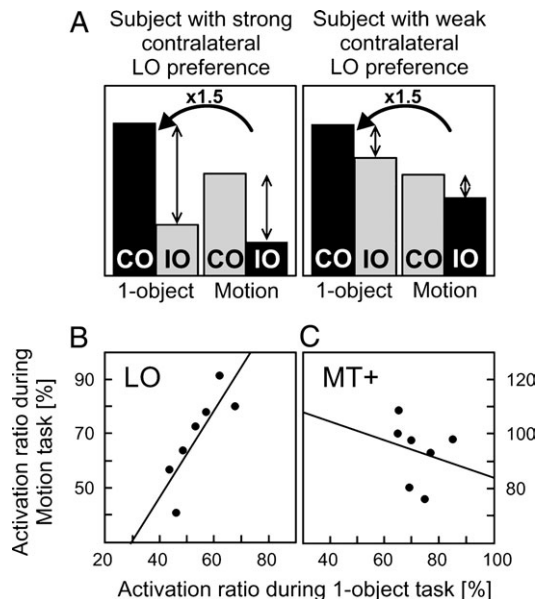 A
Subject with strong
contralateral
LO preference
Subject with weak
contralateral
LO preference
x1.5
x1.5
CO IO CO IO
CO IO CO IO
1-object Motion
1-object Motion
B
C
LO
MT+
Activation ratio during
Motion task [%]
90
70
50
120
100
80
20 40 60 80
40 60 80 100
Activation ratio during 1-object task [%]